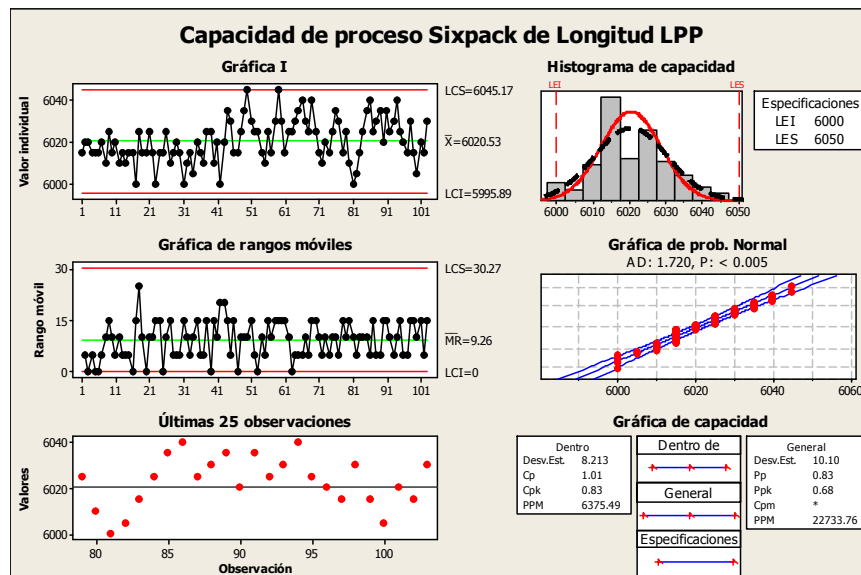 Capacidad de proceso Sixpack de Longitud LPP
Gráfica I
Valor individual
6040
6020
6000
LCS=6045.17
X=6020.53
LCI=5995.89
1 11 21 31 41 51 61 71 81 91 101
Histograma de capacidad
LEI LES
6000 6010 6020 6030 6040 6050
Especificaciones
LEI 6000
LES 6050
Gráfica de rangos móviles
Rango móvil
30
15
0
LCS=30.27
MR=9.26
LCI=0
1 11 21 31 41 51 61 71 81 91 101
Gráfica de prob. Normal
AD: 1.720, P: < 0.005
6000 6020 6040 6060
Últimas 25 observaciones
Valores
6040
6020
6000
80 85 90 95 100
Observación
Gráfica de capacidad
Dentro
Desv.Est. 8.213
Cp 1.01
Cpk 0.83
PPM 6375.49
Dentro de
General
Especificaciones
General
Desv.Est. 10.10
Pp 0.83
Ppk 0.68
Cpm *
PPM 22733.76